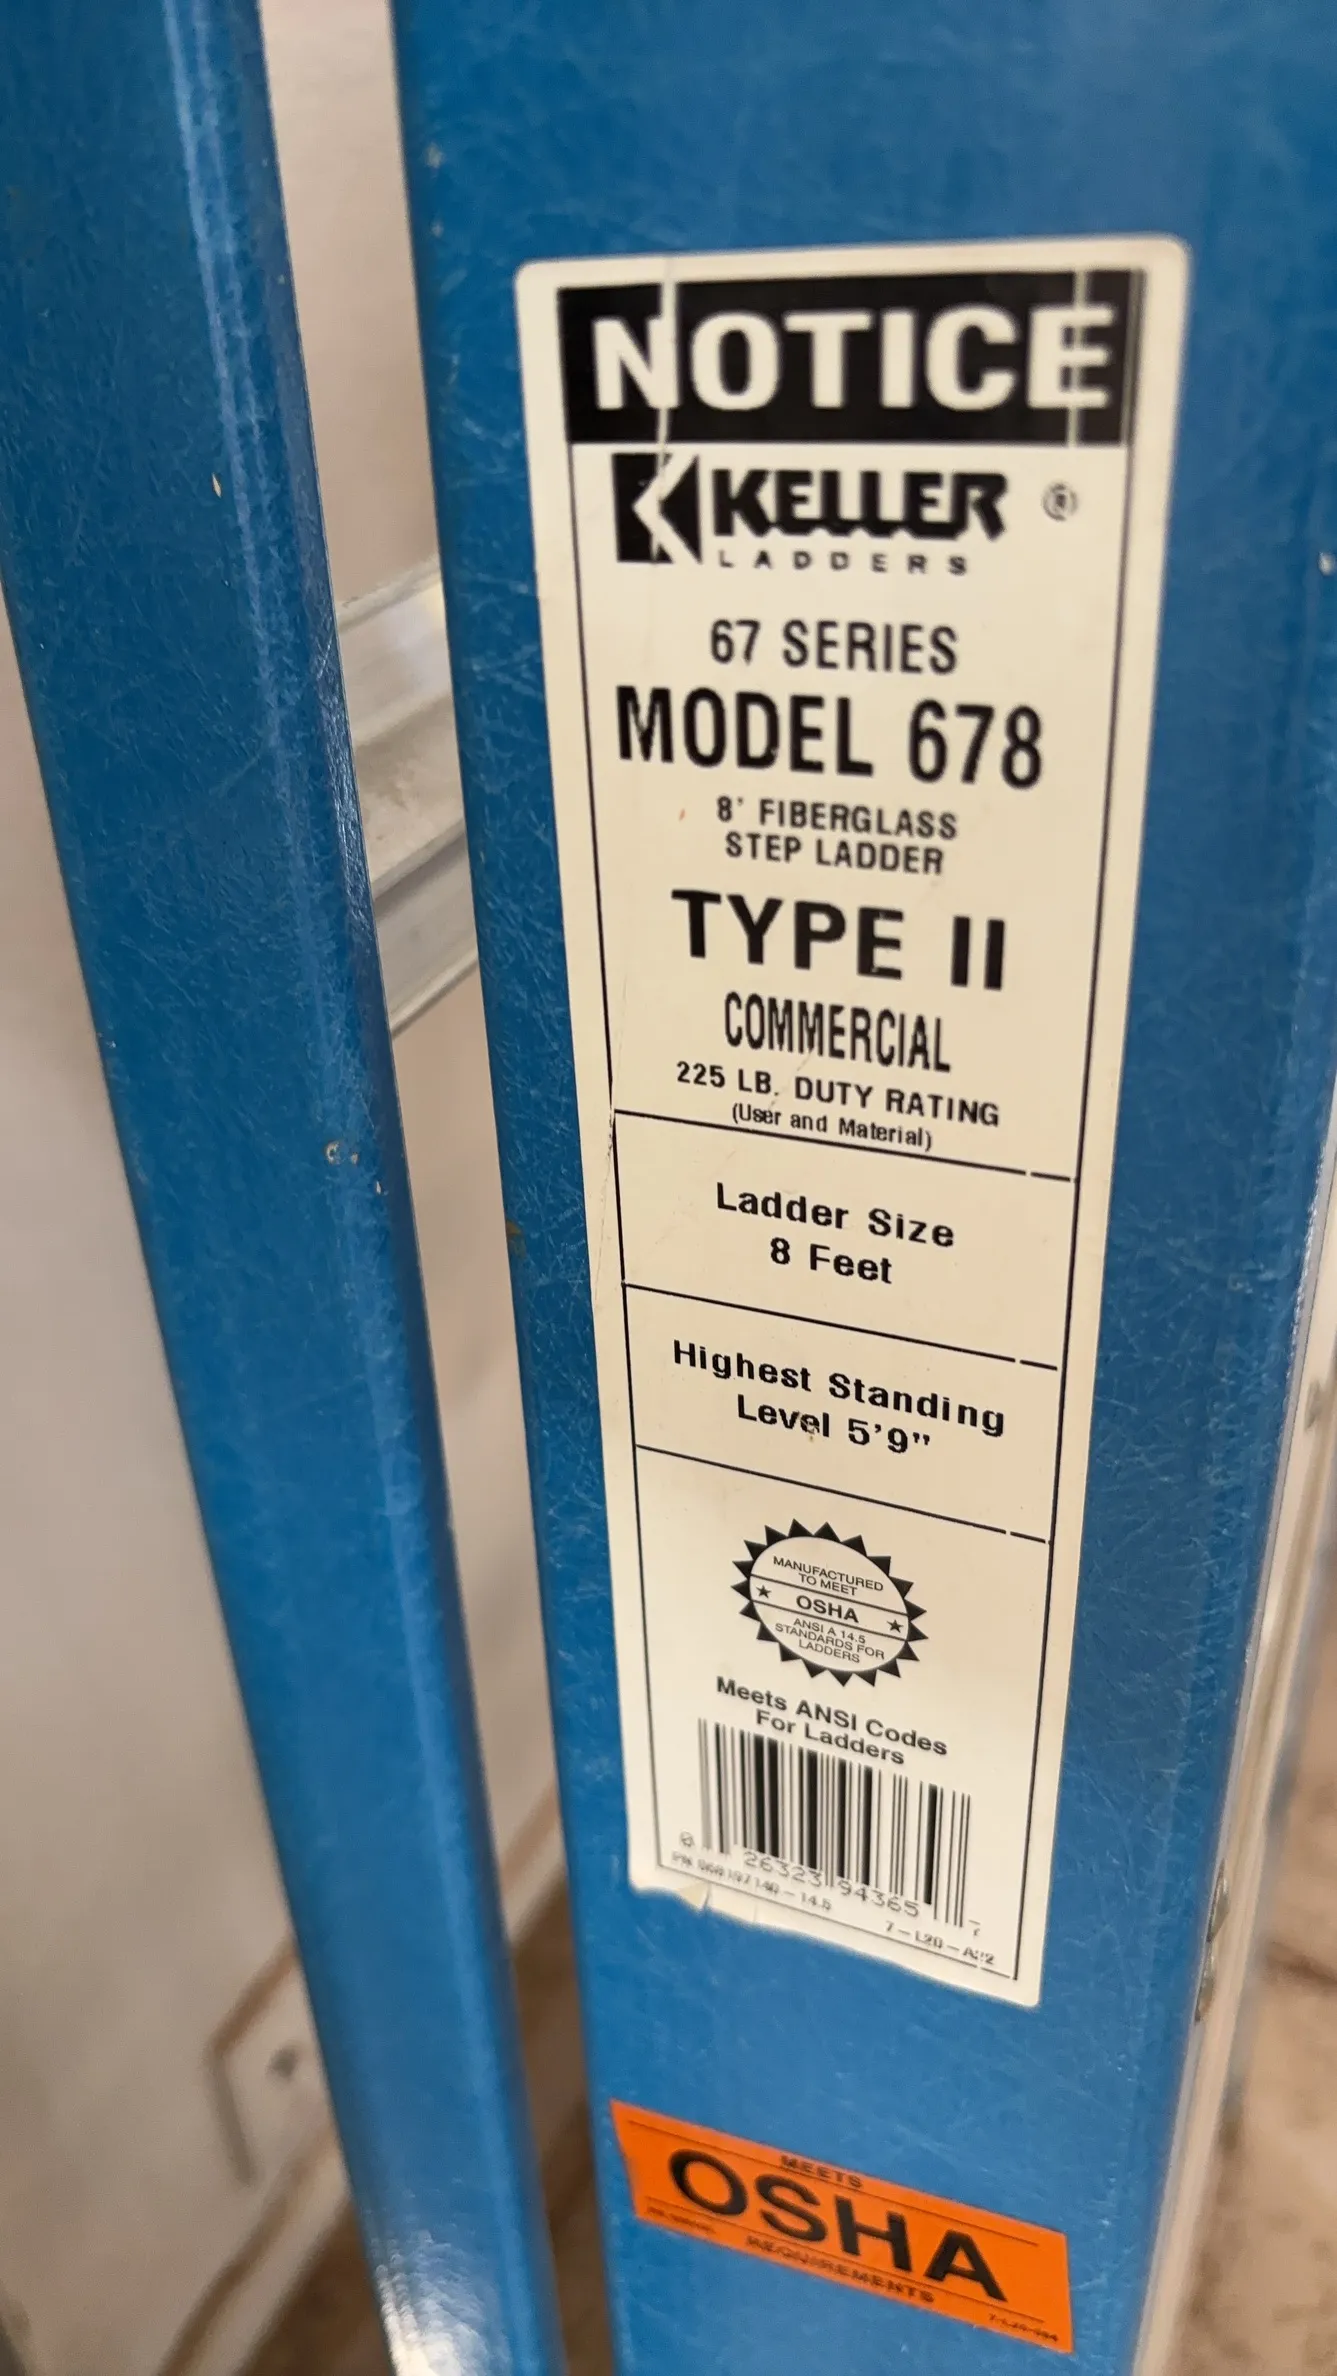 NOTICE
KELLER ®
LADDERS
67 SERIES
MODEL 678
8' FIBERGLASS
STEP LADDER
TYPE II
COMMERCIAL
225 LB. DUTY RATING
(User and Material)
Ladder Size
8 Feet
Highest Standing
Level 5'9"
MANUFACTURED
TO MEET
OSHA
ANSI A 14.5
STANDARDS FOR
LADDERS
Meets ANSI Codes
For Ladders
0 26323 94365 7
MEETS
OSHA
REQUIREMENTS